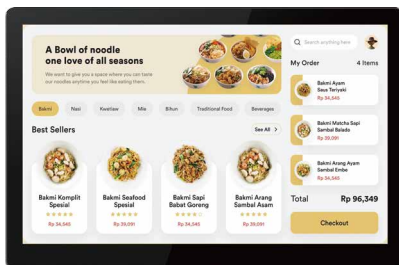 A Bowl of noodle
one love of all seasons
We want to give you a space where you can taste
our noodles anytime you feel like eating them.
Bakmi
Nasi
Kwetiaw
Mie
Bihun
Traditional Food
Beverages
Best Sellers
See All >
Bakmi Komplit
Spesial
Rp 34,545
Bakmi Seafood
Spesial
Rp 39,091
Bakmi Sapi
Babat Goreng
Rp 34,545
Bakmi Arang
Sambal Asam
Rp 39,091
Search anything here
My Order
4 Items
Bakmi Ayam
Saus Teriyaki
Rp 34,545
Bakmi Matcha Sapi
Sambal Balado
Rp 39,091
Bakmi Arang Ayam
Sambal Embe
Rp 34,545
Total
Rp 96,349
Checkout